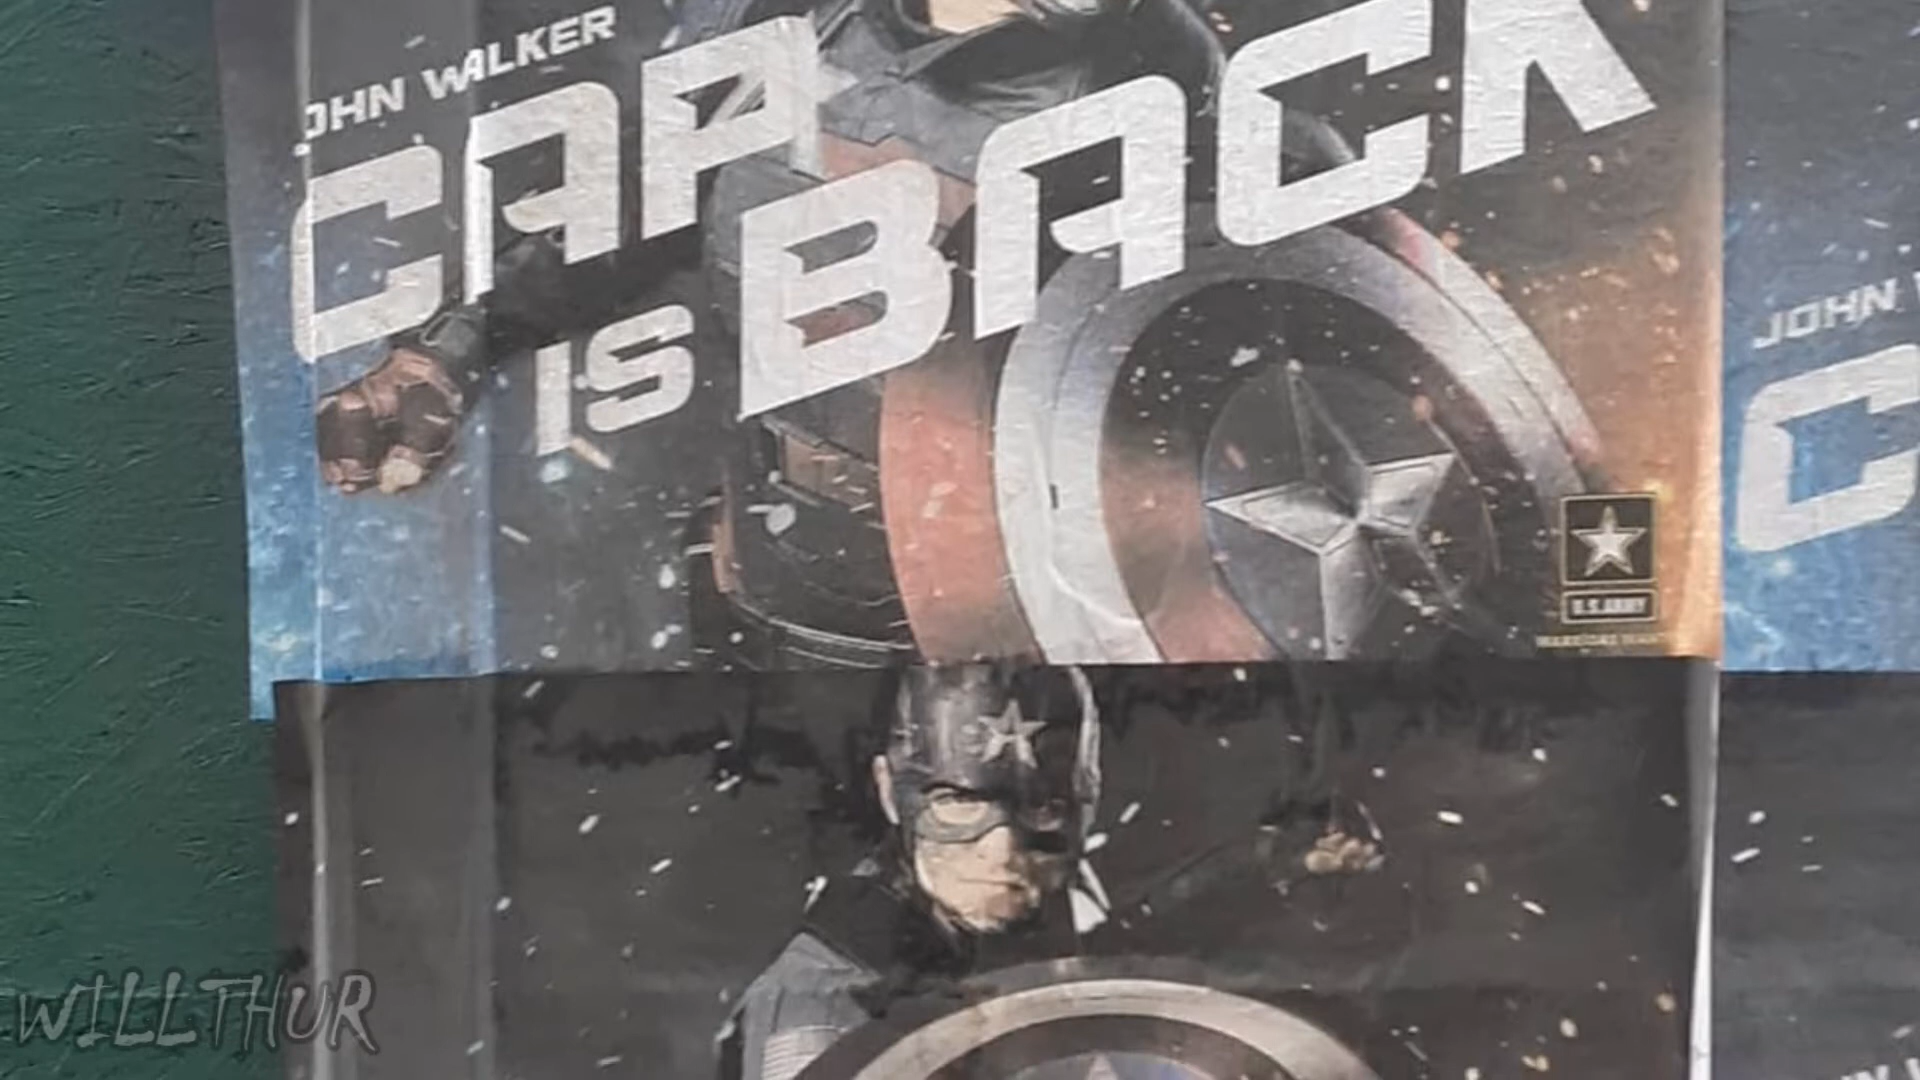 JOHN WALKER
CAP
IS BACK
U.S. ARMY
JOHN
C
WILLTHUR